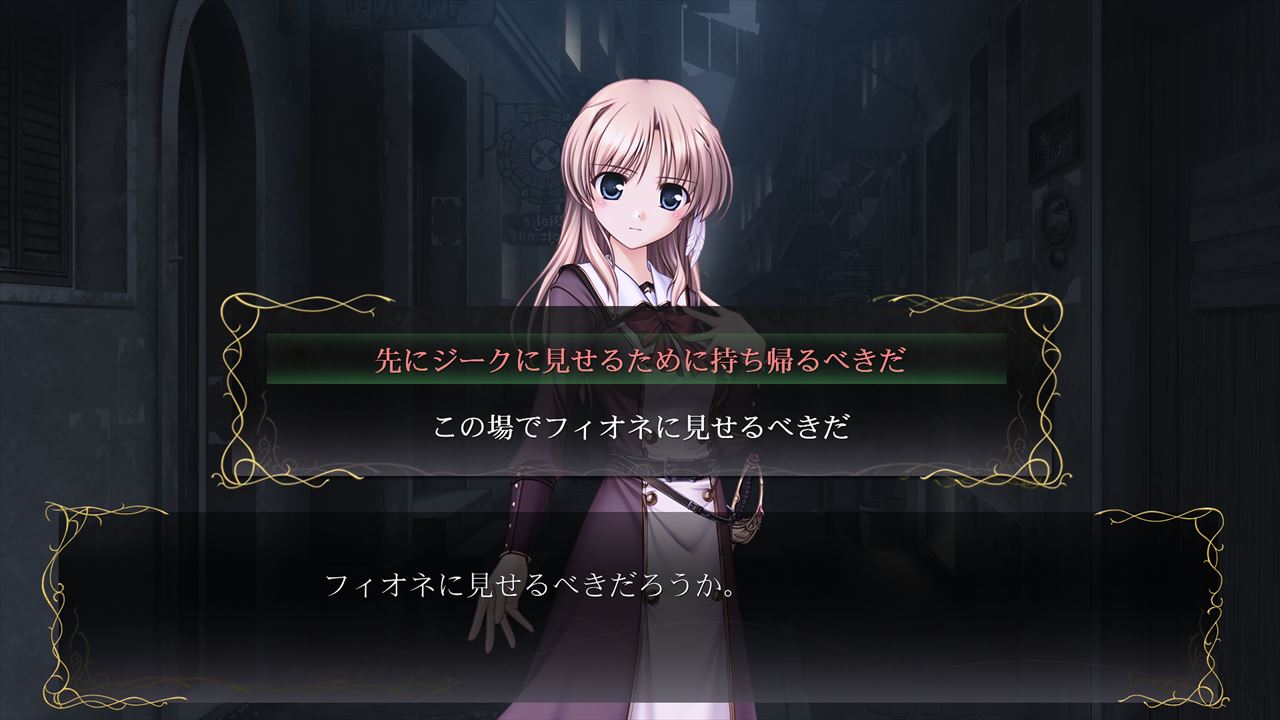 先にジークに見せるために持ち帰るべきだ
この場でフィオネに見せるべきだ
フィオネに見せるべきだろうか。